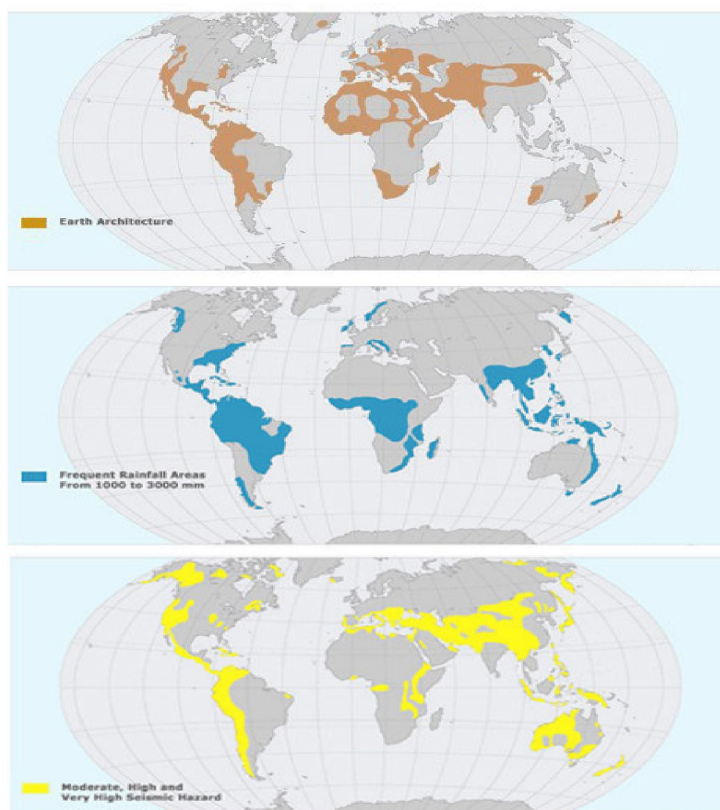 Earth Architecture
Frequent Rainfall Areas
From 1000 to 3000 mm
Moderate, High and
Very High Seismic Hazard